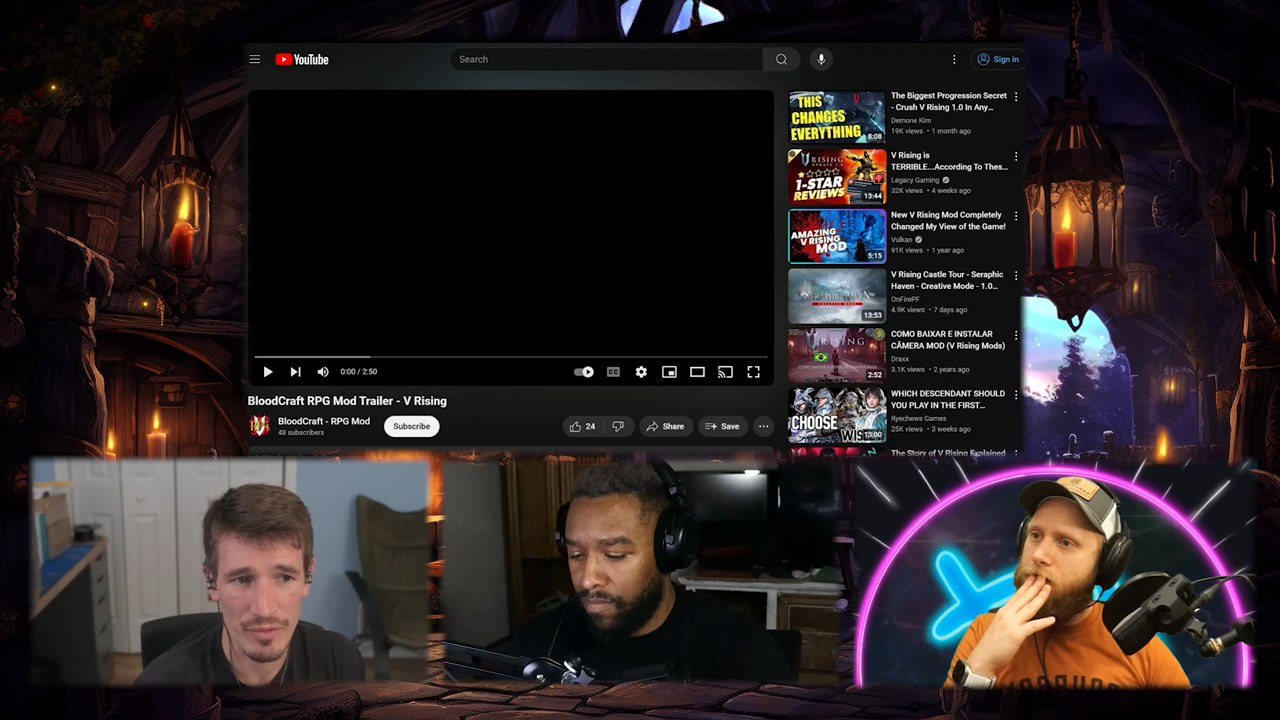 YouTube
Search
Sign in
THIS
CHANGES
EVERYTHING
8:08
The Biggest Progression Secret
- Crush V Rising 1.0 In Any...
Demone Kim
19K views • 1 month ago
V RISING
1-STAR
REVIEWS
13:44
V Rising is
TERRIBLE...According To Thes...
Legacy Gaming
32K views • 4 weeks ago
AMAZING
V RISING
MOD
5:15
New V Rising Mod Completely
Changed My View of the Game!
Vulkan
91K views • 1 year ago
SERAPHIC HAVEN
13:53
V Rising Castle Tour - Seraphic
Haven - Creative Mode - 1.0...
OnFirePF
4.9K views • 7 days ago
V RISING
2:52
COMO BAIXAR E INSTALAR
CÂMERA MOD (V Rising Mods)
Draxx
3.1K views • 2 years ago
CHOOSE
WIS
13:00
WHICH DESCENDANT SHOULD
YOU PLAY IN THE FIRST...
Ryechews Games
25K views • 3 weeks ago
The Story of V Rising Explained
0:00 / 2:50
CC
BloodCraft RPG Mod Trailer - V Rising
BloodCraft - RPG Mod
48 subscribers
Subscribe
24
Share
Save